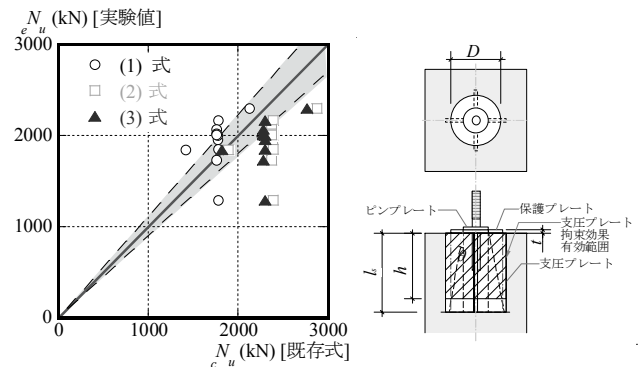 eNu (kN) [実験値]
3000
2000
1000
0
1000
2000
3000
cNu (kN) [既存式]
(1) 式
(2) 式
(3) 式
D
ピンプレート
保護プレート
支圧プレート
拘束効果
有効範囲
支圧プレート
t
ls
h
θ